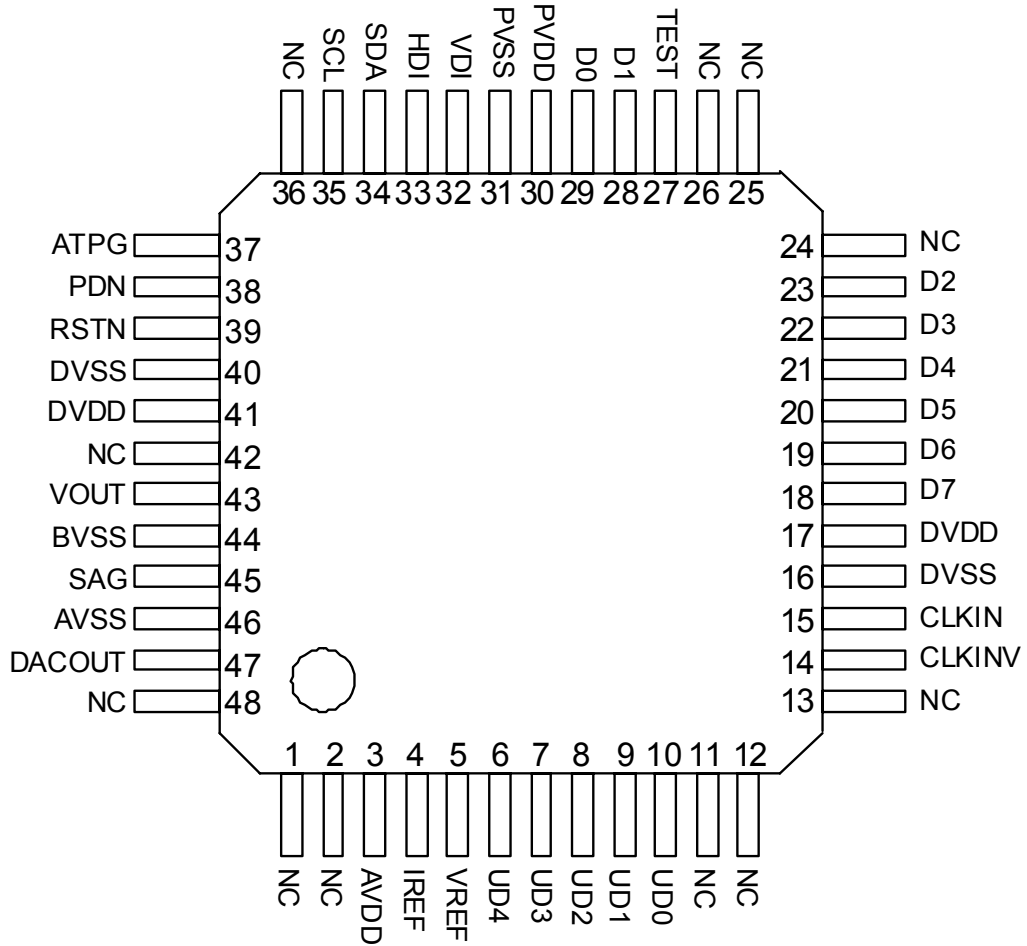 NC SCL SDA HDI VDI PVSS PVDD D0 D1 TEST NC NC
36 35 34 33 32 31 30 29 28 27 26 25
ATPG 37 24 NC
PDN 38 23 D2
RSTN 39 22 D3
DVSS 40 21 D4
DVDD 41 20 D5
NC 42 19 D6
VOUT 43 18 D7
BVSS 44 17 DVDD
SAG 45 16 DVSS
AVSS 46 15 CLKIN
DACOUT 47 14 CLKINV
NC 48 13 NC
1 2 3 4 5 6 7 8 9 10 11 12
NC NC AVDD IREF VREF UD4 UD3 UD2 UD1 UD0 NC NC